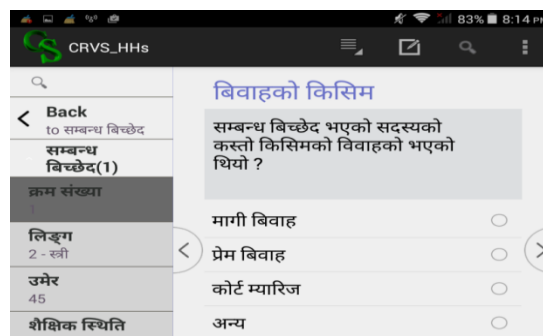 83% 8:14 PM
CRVS_HHs
Back
to सम्बन्ध बिच्छेद
सम्बन्ध
बिच्छेद(1)
क्रम संख्या
1
लिङ्ग
2 - स्त्री
उमेर
45
शैक्षिक स्थिति
बिवाहको किसिम
सम्बन्ध बिच्छेद भएको सदस्यको
कस्तो किसिमको विवाहको भएको
थियो ?
मागी बिवाह
प्रेम बिवाह
कोर्ट म्यारिज
अन्य